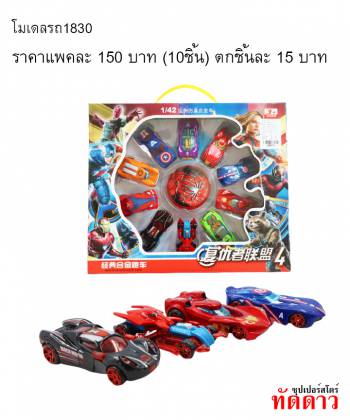 โมเดลรถ1830
ราคาแพคละ 150 บาท (10ชิ้น) ตกชิ้นละ 15 บาท
1/42
复仇者联盟 4
经典合金跑车
A
ซุปเปอร์สโตร์
ทัดดาว